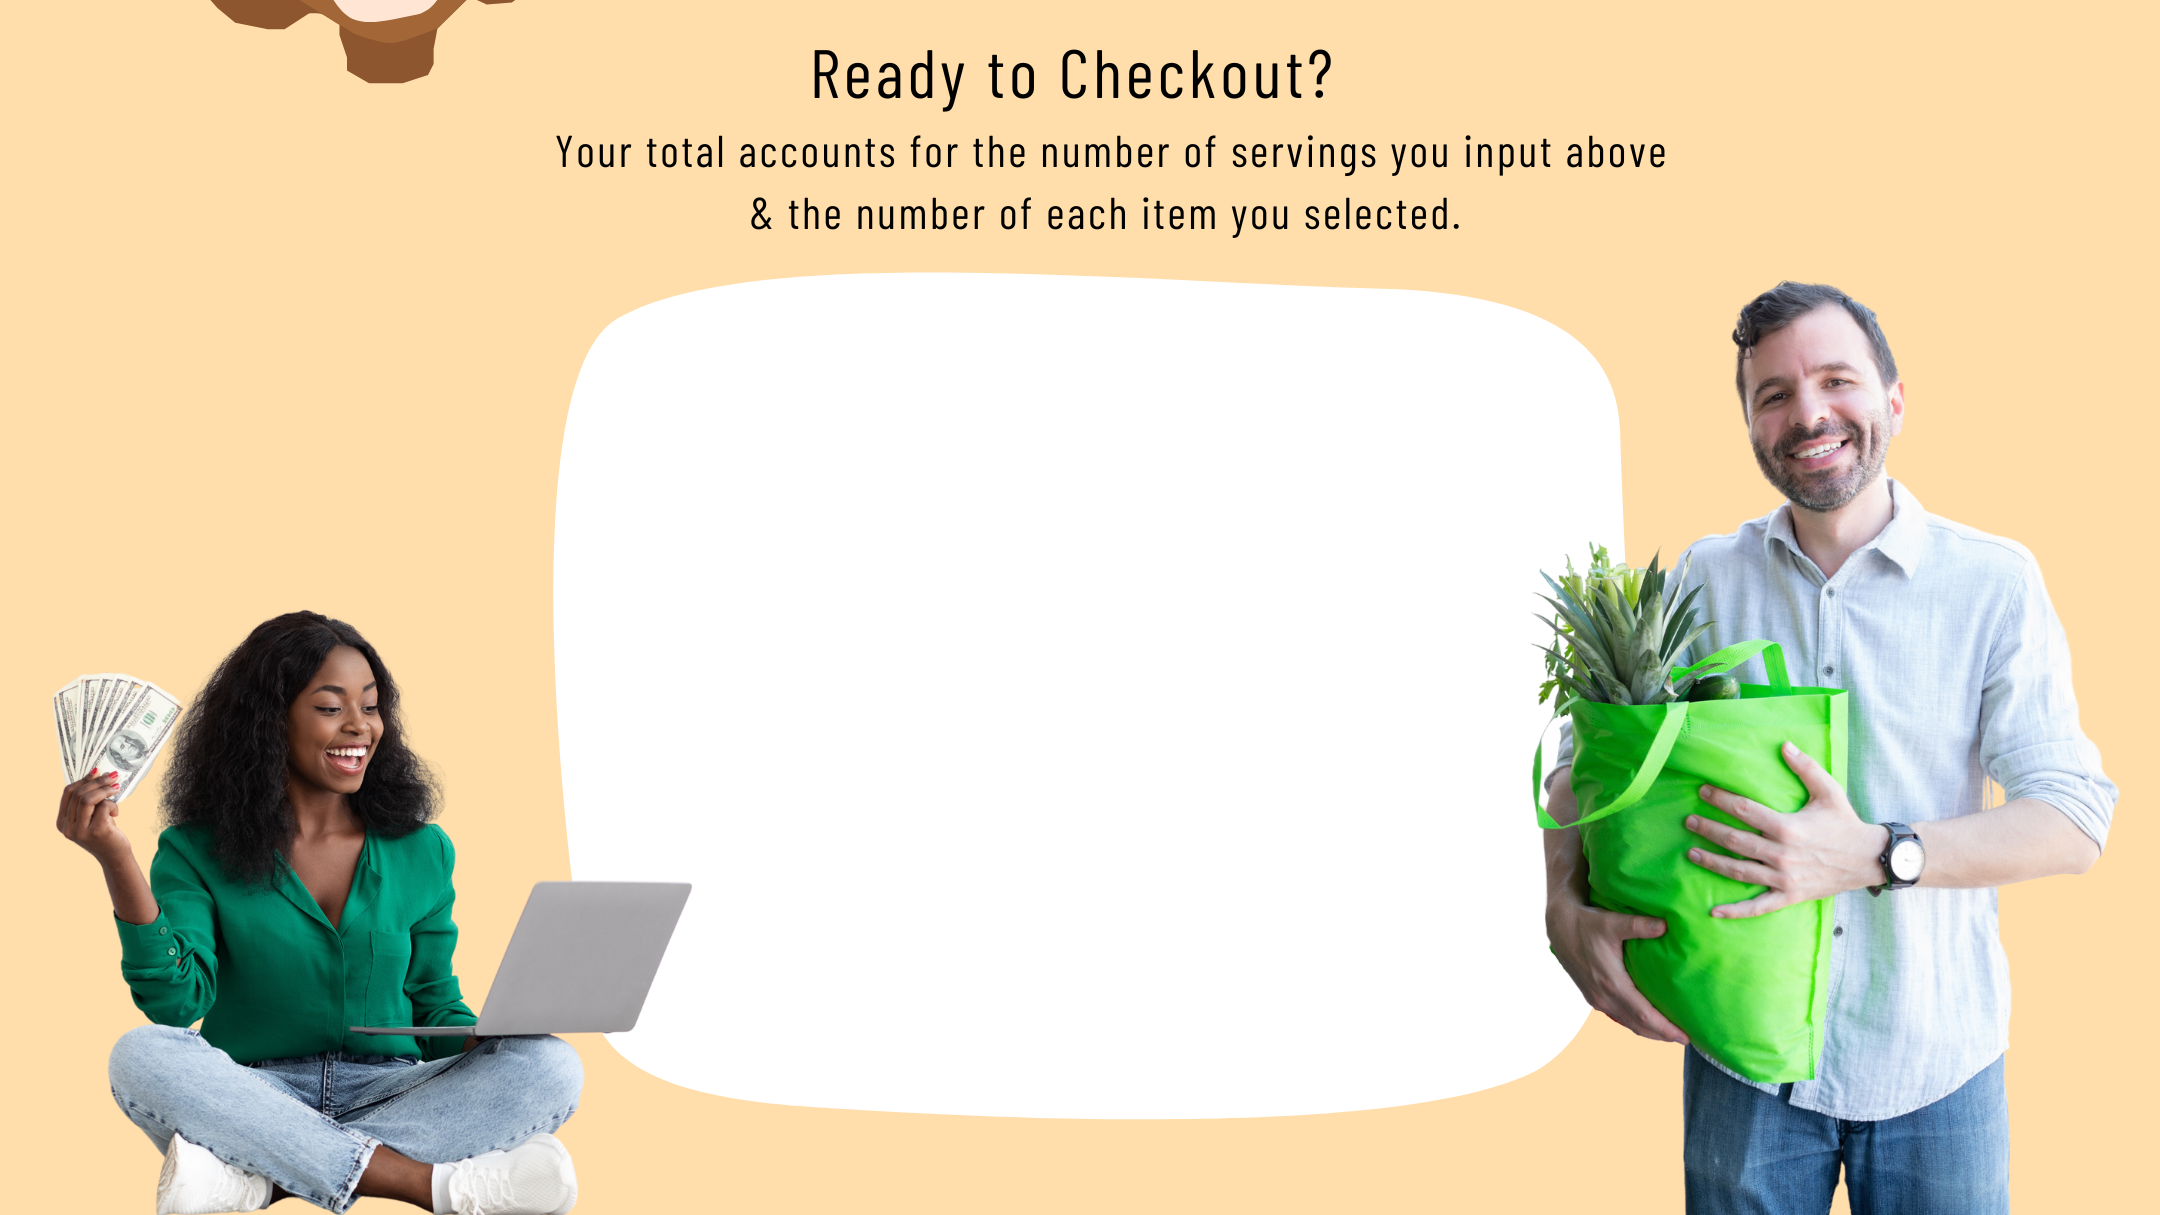 Ready to Checkout?
Your total accounts for the number of servings you input above
& the number of each item you selected.